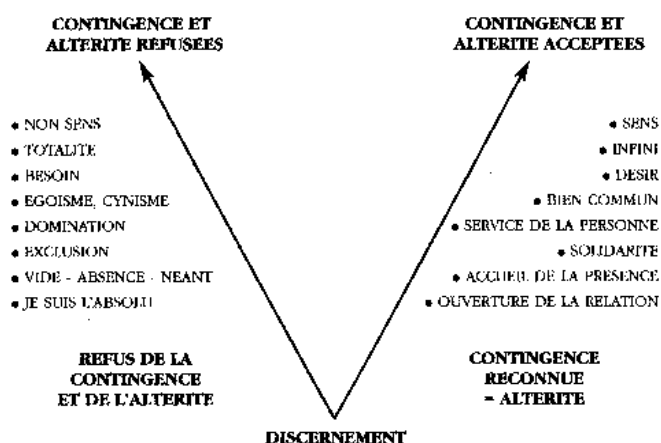 CONTINGENCE ET
ALTERITE REFUSÉES
CONTINGENCE ET
ALTERITE ACCEPTEES
• NON SENS
• TOTALITE
• BESOIN
• EGOISME, CYNISME
• DOMINATION
• EXCLUSION
• VIDE - ABSENCE - NEANT
• JE SUIS L'ABSOLU
• SENS
• INFINI
• DESIR
• BIEN COMMUN
• SERVICE DE LA PERSONNE
• SOLIDARITE
• ACCUEIL DE LA PRESENCE
• OUVERTURE DE LA RELATION
REFUS DE LA
CONTINGENCE
ET DE L'ALTERITE
CONTINGENCE
RECONNUE
= ALTERITE
DISCERNEMENT